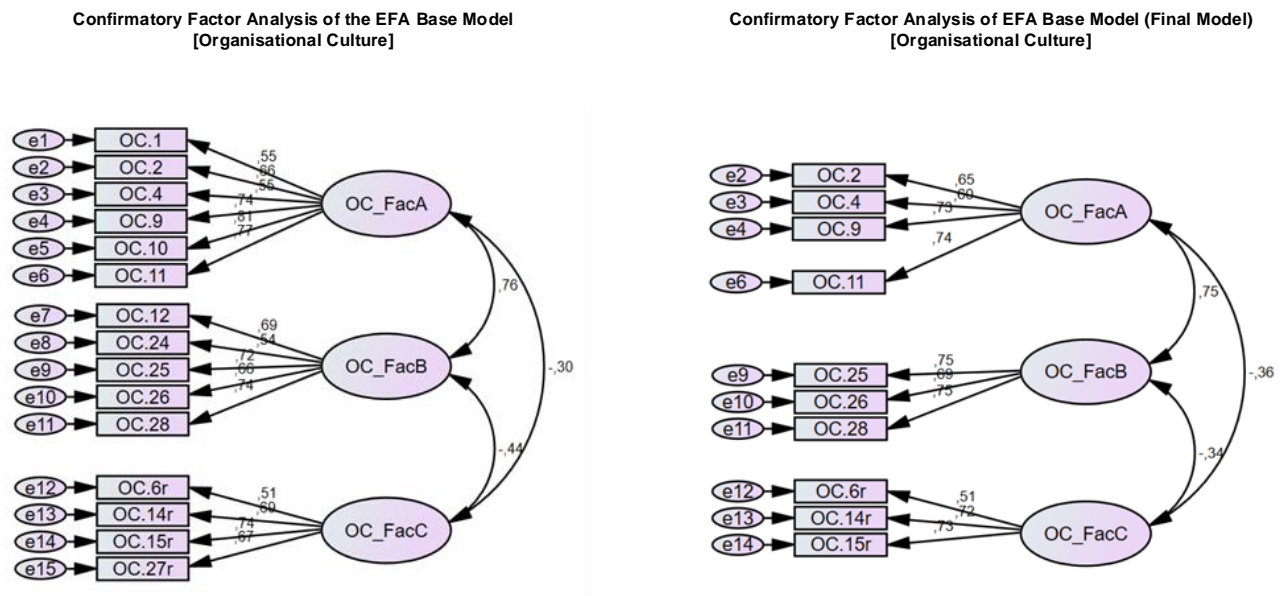 Confirmatory Factor Analysis of the EFA Base Model
[Organisational Culture]
e1 OC.1
e2 OC.2
e3 OC.4
e4 OC.9
e5 OC.10
e6 OC.11
,55
,66
,55
,74
,81
,77
OC_FacA
e7 OC.12
e8 OC.24
e9 OC.25
e10 OC.26
e11 OC.28
,69
,54
,72
,66
,74
OC_FacB
e12 OC.6r
e13 OC.14r
e14 OC.15r
e15 OC.27r
,51
,69
,74
,67
OC_FacC
,76
-,30
-,44
Confirmatory Factor Analysis of EFA Base Model (Final Model)
[Organisational Culture]
e2 OC.2
e3 OC.4
e4 OC.9
e6 OC.11
,65
,60
,73
,74
OC_FacA
e9 OC.25
e10 OC.26
e11 OC.28
,75
,69
,75
OC_FacB
e12 OC.6r
e13 OC.14r
e14 OC.15r
,51
,72
,73
OC_FacC
,75
-,36
-,34